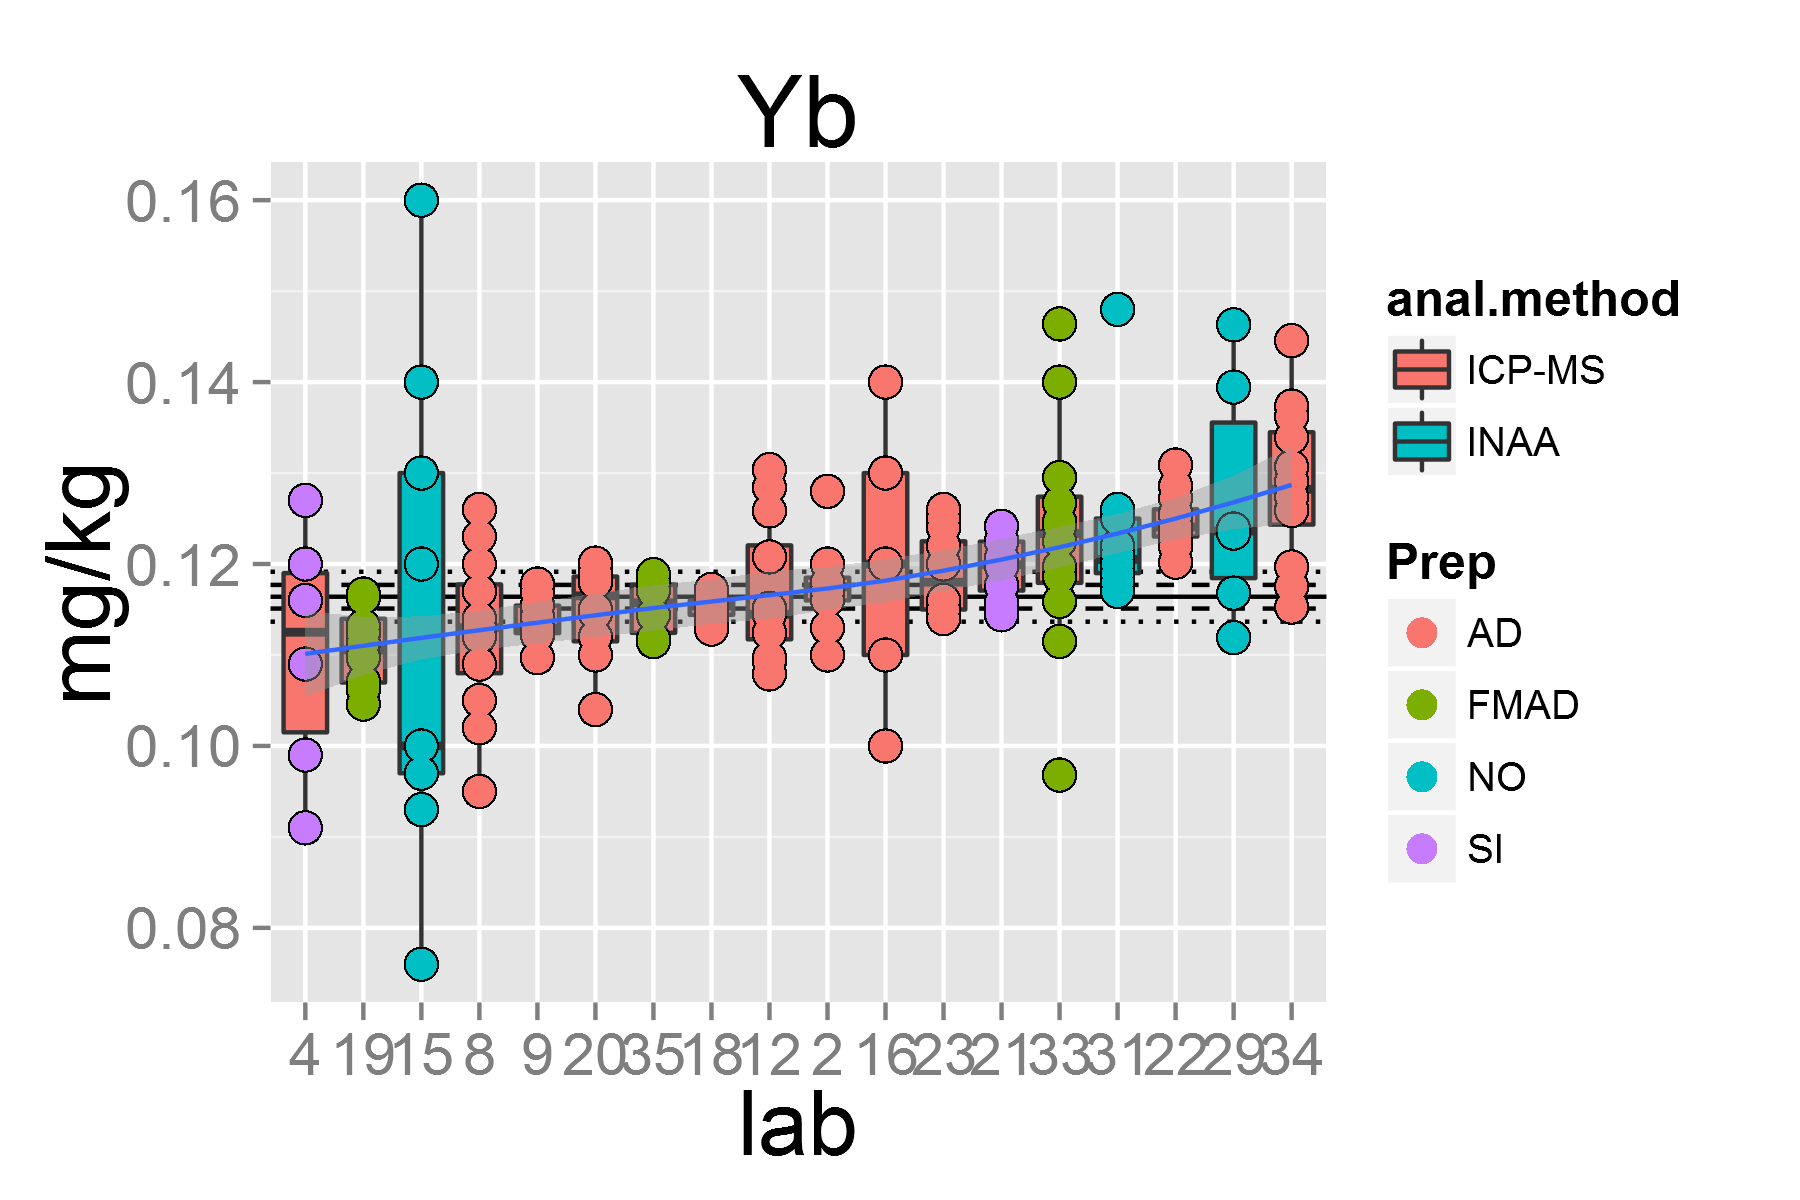 Yb
mg/kg
0.16
0.14
0.12
0.10
0.08
4 19 15 8 9 20 35 18 12 2 16 23 21 33 31 22 29 34
lab
anal.method
ICP-MS
INAA
Prep
AD
FMAD
NO
SI